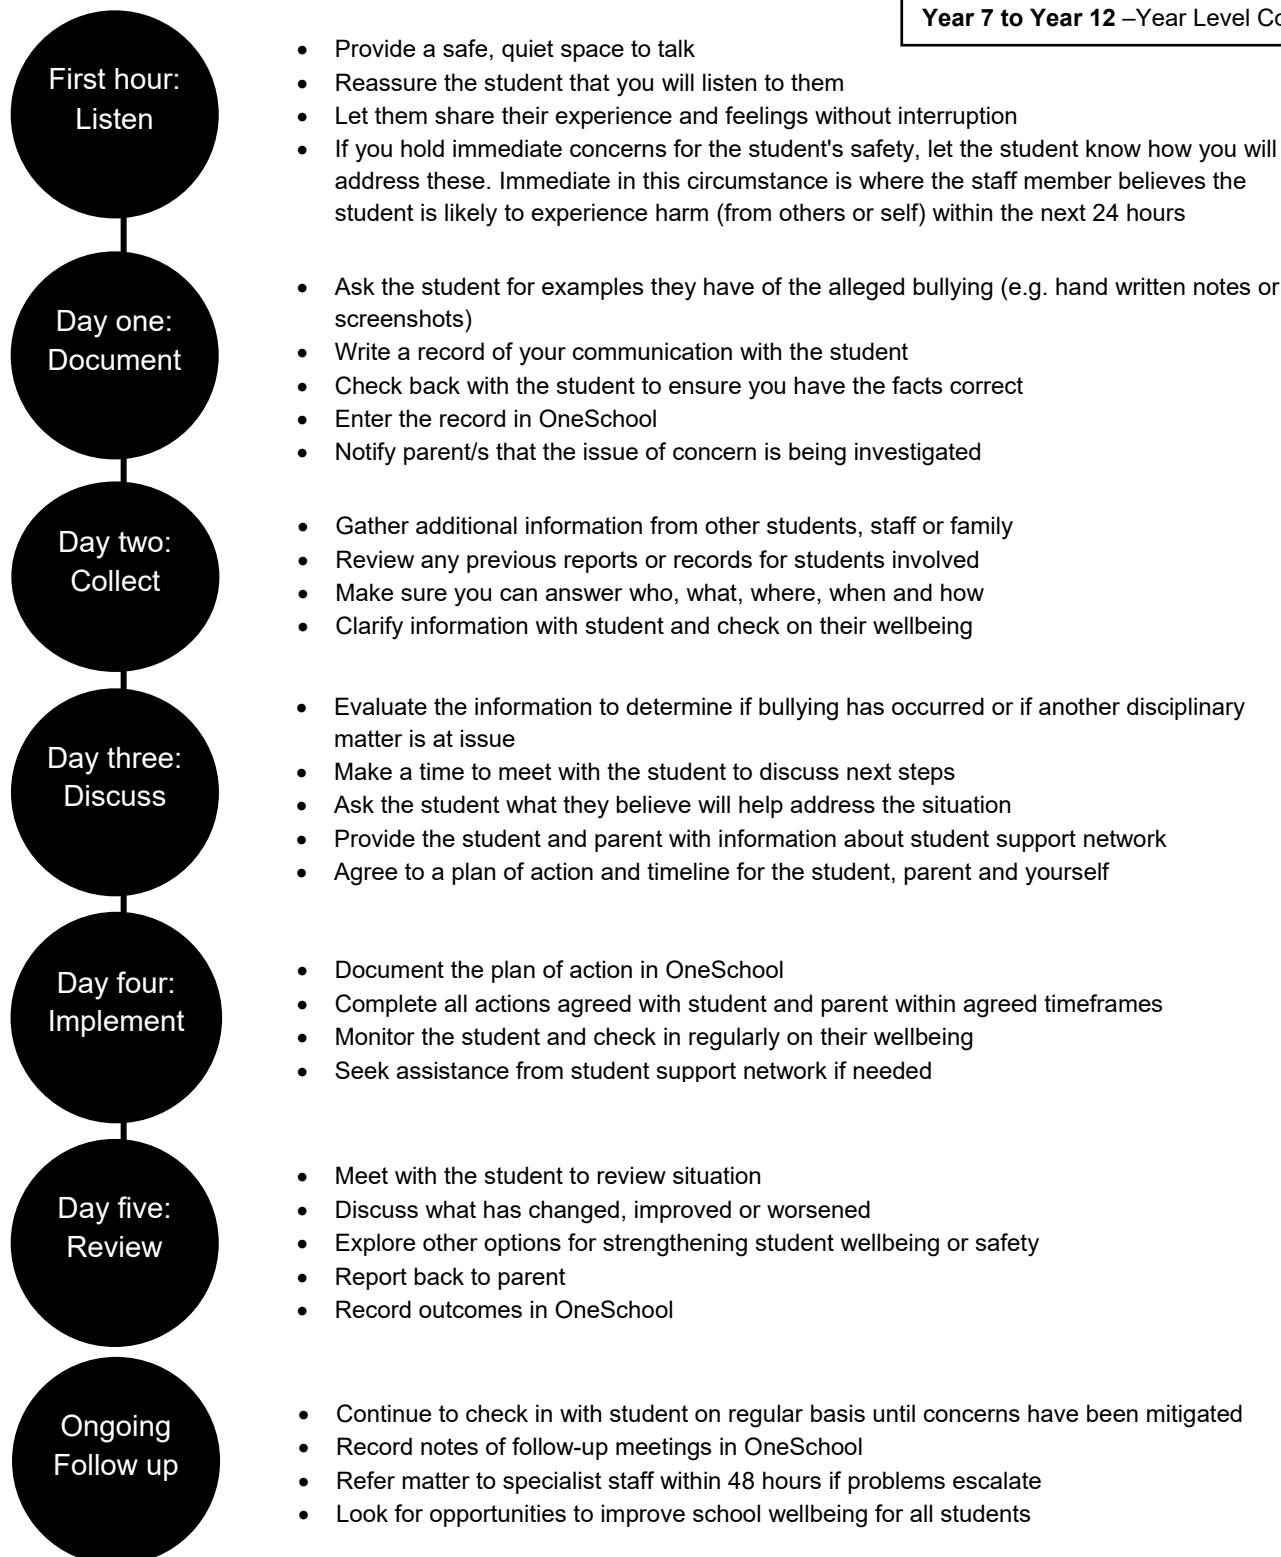 Year 7 to Year 12 –Year Level
First hour:
Listen
• Provide a safe, quiet space to talk
• Reassure the student that you will listen to them
• Let them share their experience and feelings without interruption
• If you hold immediate concerns for the student's safety, let the student know how you will
address these. Immediate in this circumstance is where the staff member believes the
student is likely to experience harm (from others or self) within the next 24 hours
Day one:
Document
• Ask the student for examples they have of the alleged bullying (e.g. hand written notes or
screenshots)
• Write a record of your communication with the student
• Check back with the student to ensure you have the facts correct
• Enter the record in OneSchool
• Notify parent/s that the issue of concern is being investigated
Day two:
Collect
• Gather additional information from other students, staff or family
• Review any previous reports or records for students involved
• Make sure you can answer who, what, where, when and how
• Clarify information with student and check on their wellbeing
Day three:
Discuss
• Evaluate the information to determine if bullying has occurred or if another disciplinary
matter is at issue
• Make a time to meet with the student to discuss next steps
• Ask the student what they believe will help address the situation
• Provide the student and parent with information about student support network
• Agree to a plan of action and timeline for the student, parent and yourself
Day four:
Implement
• Document the plan of action in OneSchool
• Complete all actions agreed with student and parent within agreed timeframes
• Monitor the student and check in regularly on their wellbeing
• Seek assistance from student support network if needed
Day five:
Review
• Meet with the student to review situation
• Discuss what has changed, improved or worsened
• Explore other options for strengthening student wellbeing or safety
• Report back to parent
• Record outcomes in OneSchool
Ongoing
Follow up
• Continue to check in with student on regular basis until concerns have been mitigated
• Record notes of follow-up meetings in OneSchool
• Refer matter to specialist staff within 48 hours if problems escalate
• Look for opportunities to improve school wellbeing for all students